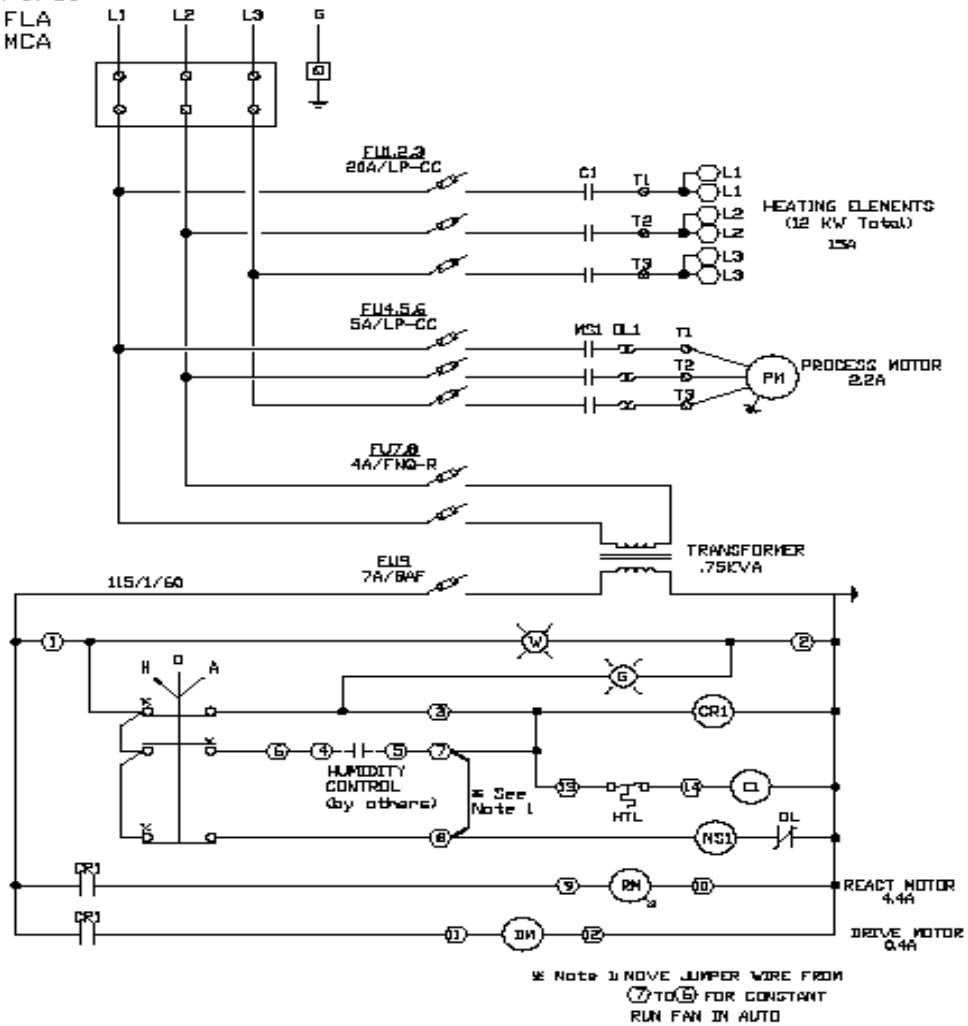 FLA
MCA
L1 L2 L3 G
FU1,2,3
20A/LP-CC
C1 T1 L1
L1
T2 L2
L2
T3 L3
L3
HEATING ELEMENTS
(12 KW Total)
15A
FU4,5,6
5A/LP-CC
MS1 OL1 T1
T2
T3
PM
PROCESS MOTOR
2.2A
FU7,8
4A/FNQ-R
TRANSFORMER
.75KVA
FU9
7A/BAF
115/1/60
1 W 2
H O A
G
3 CR1
6 4 5 7
HUMIDITY
CONTROL
(by others)
* See
Note 1
13 HTL 14 C1
8 MS1 OL
CR1 9 RM 10
REACT MOTOR
4.4A
CR1 11 DM 12
DRIVE MOTOR
0.4A
* Note 1: MOVE JUMPER WIRE FROM
7 TO 6 FOR CONSTANT
RUN FAN IN AUTO